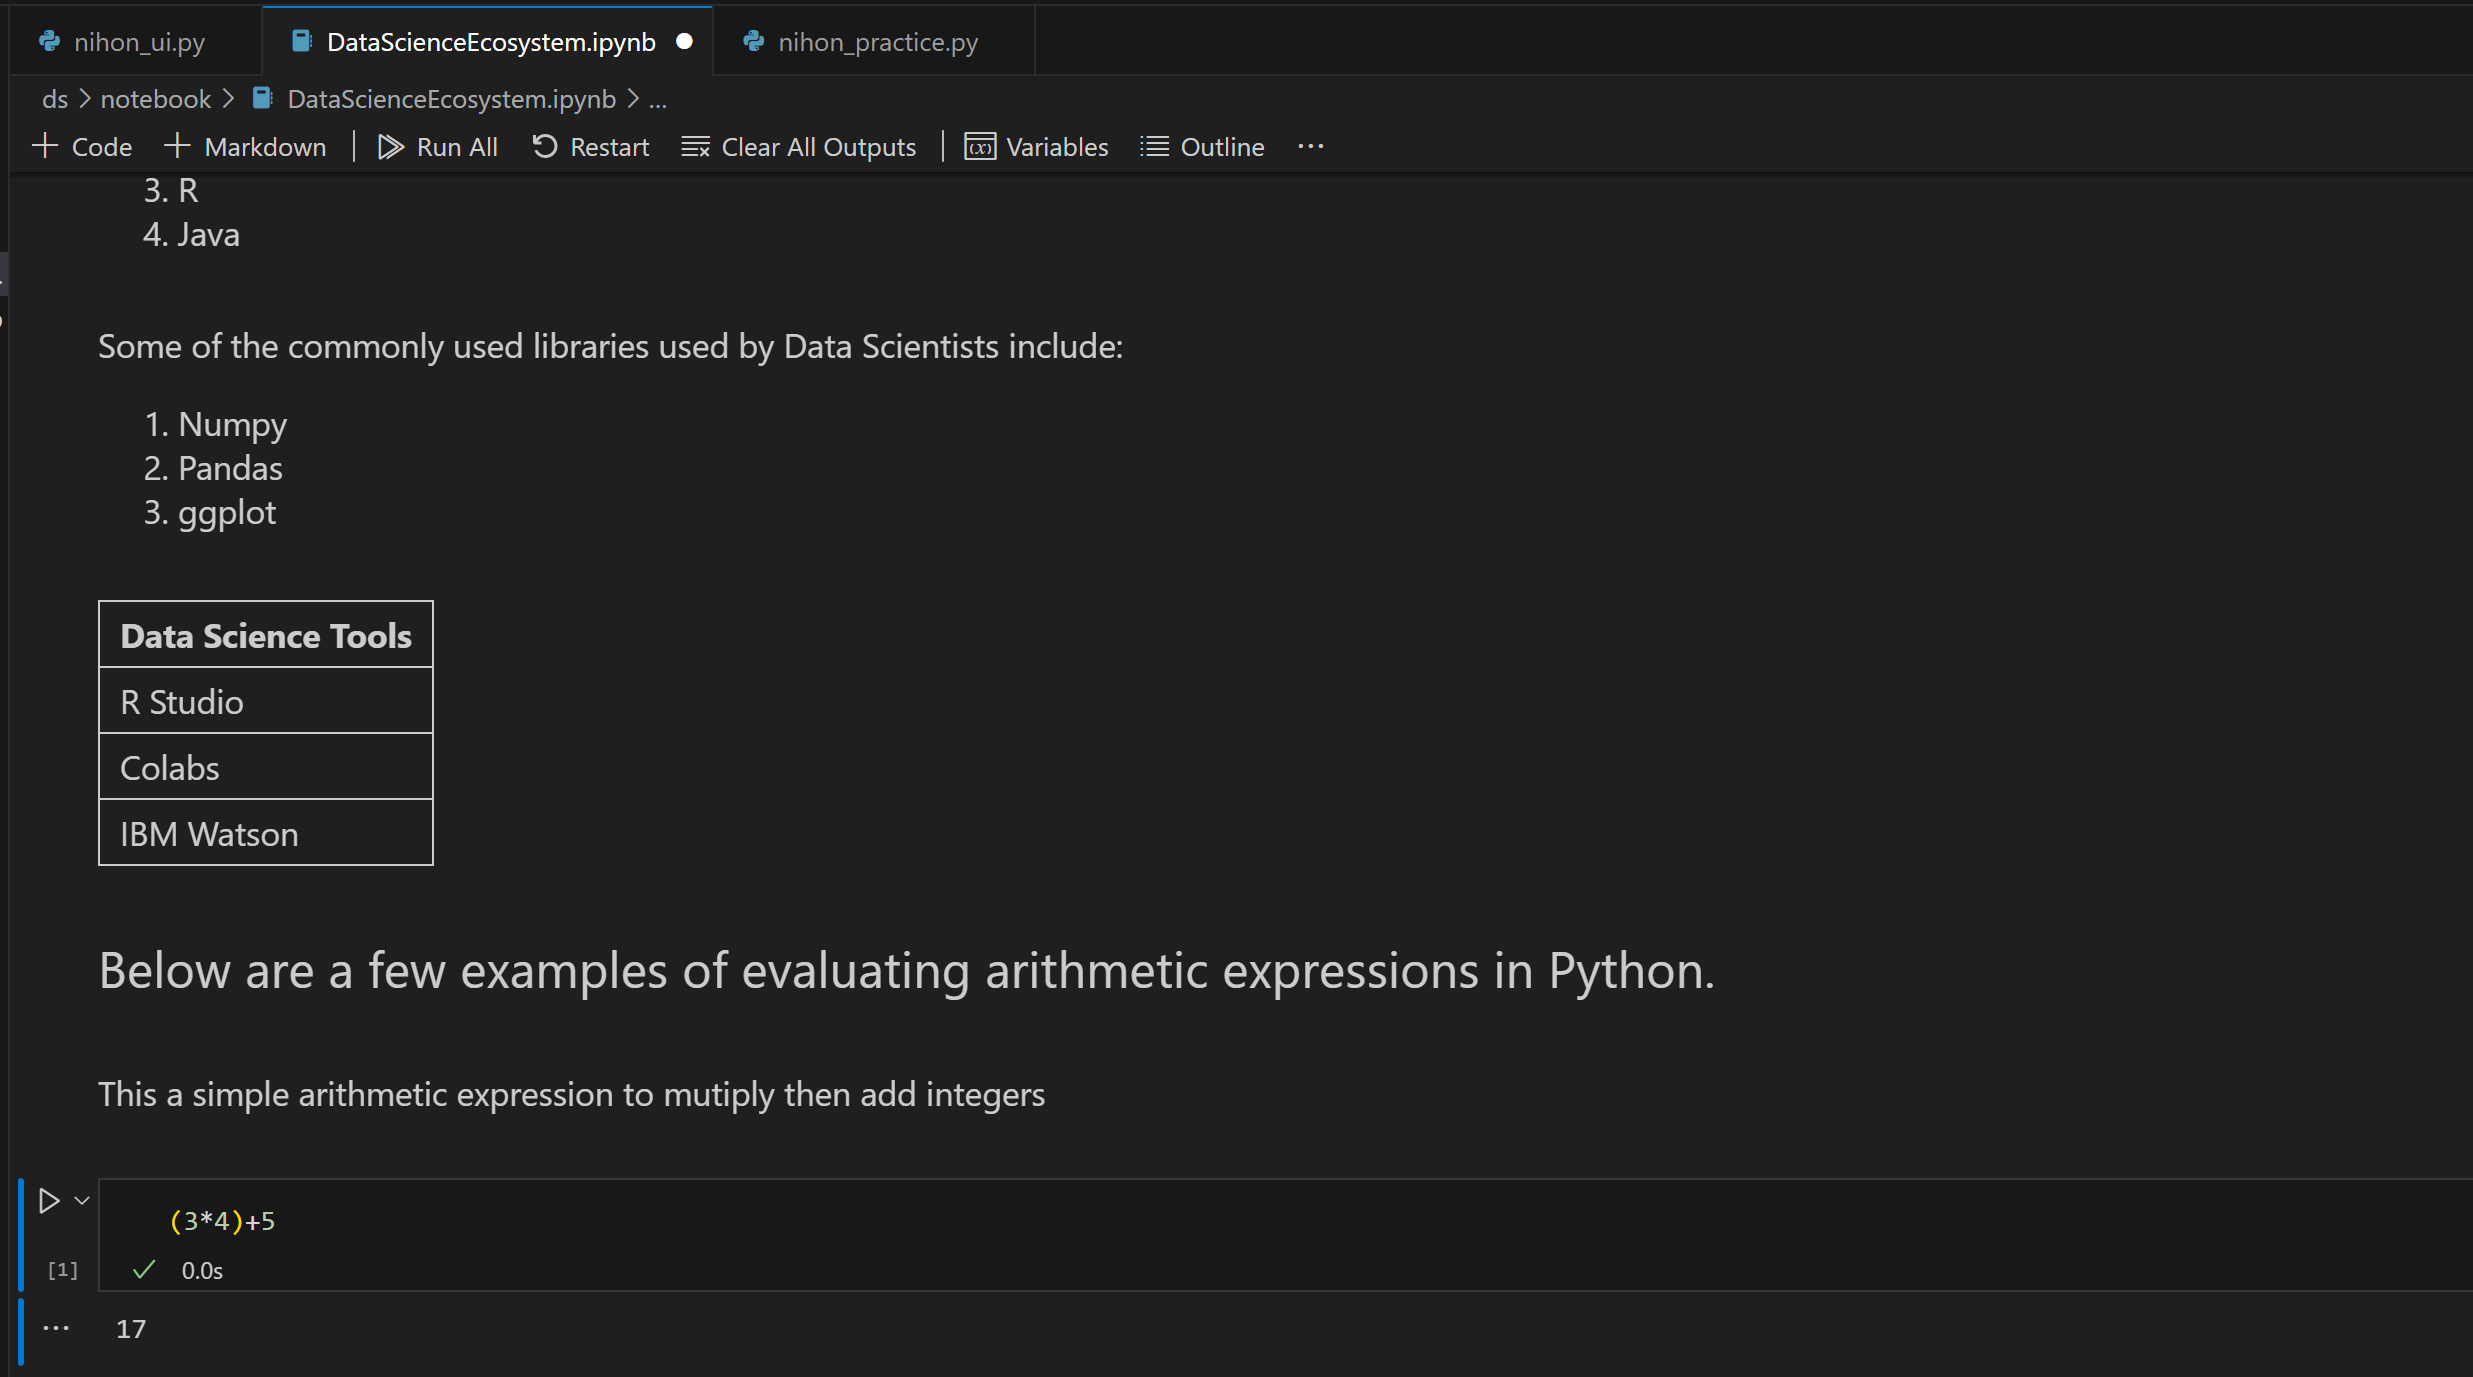 nihon_ui.py DataScienceEcosystem.ipynb nihon_practice.py
ds > notebook > DataScienceEcosystem.ipynb > ...
Code Markdown Run All Restart Clear All Outputs Variables Outline ...
3. R
4. Java
Some of the commonly used libraries used by Data Scientists include:
1. Numpy
2. Pandas
3. ggplot
Data Science Tools
R Studio
Colabs
IBM Watson
Below are a few examples of evaluating arithmetic expressions in Python.
This a simple arithmetic expression to mutiply then add integers
(3*4)+5
[1] 0.0s
... 17